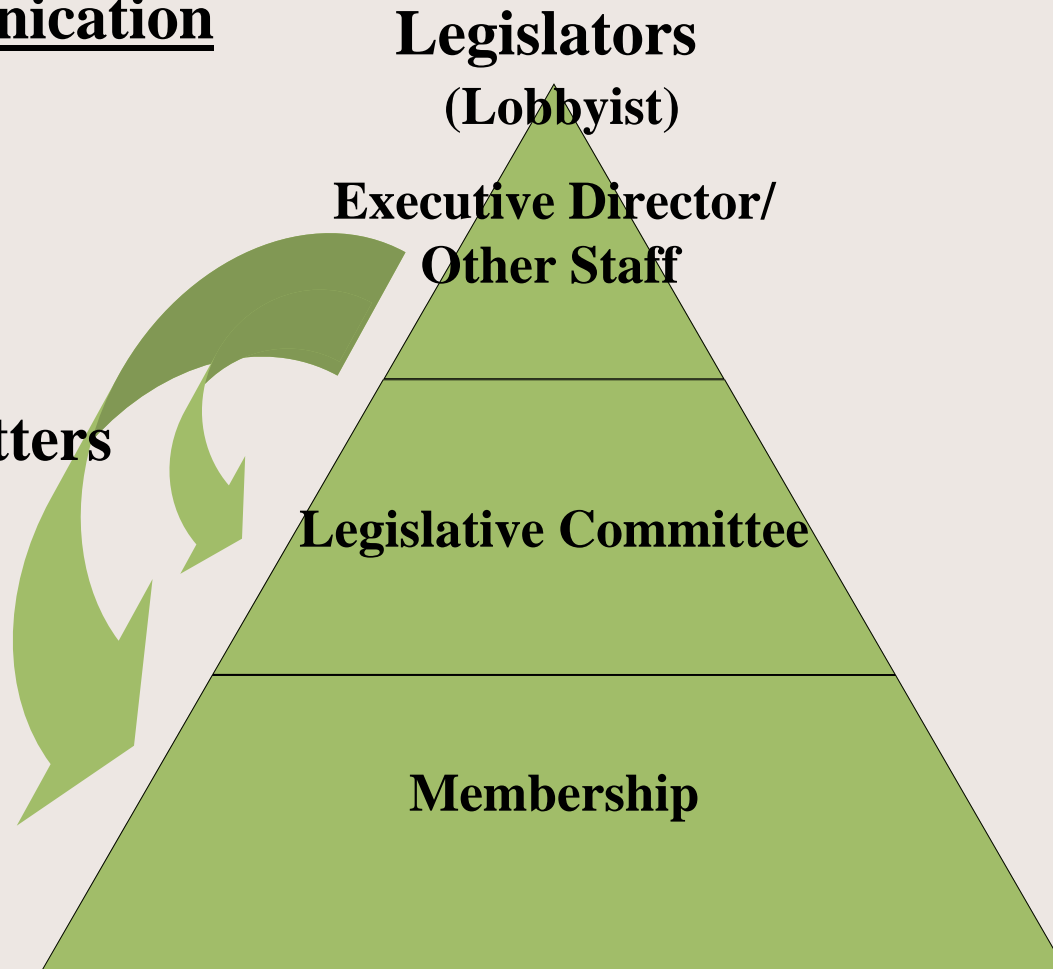 nication
Legislators
(Lobbyist)
Executive Director/
Other Staff
tters
Legislative Committee
Membership